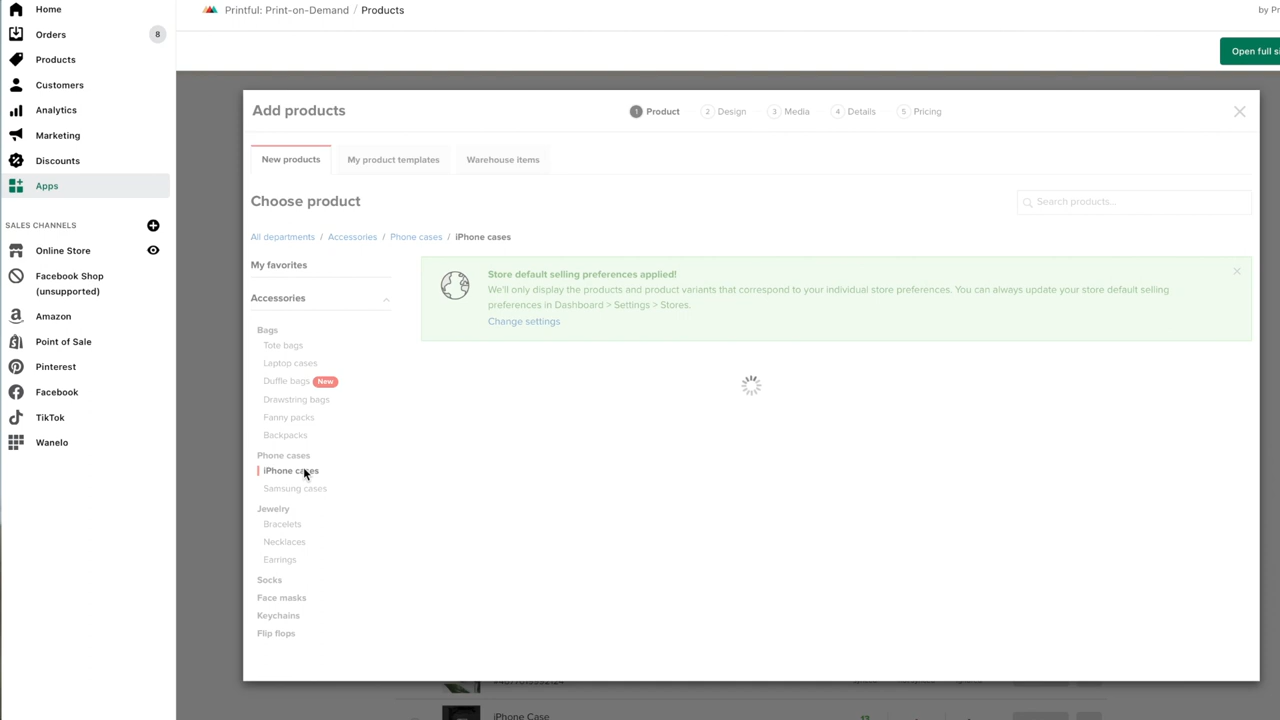 Home
Orders
8
Products
Customers
Analytics
Marketing
Discounts
Apps
SALES CHANNELS
Online Store
Facebook Shop
(unsupported)
Amazon
Point of Sale
Pinterest
Facebook
TikTok
Wanelo
Printful: Print-on-Demand / Products
by Pr
Open full si
Add products
1 Product
2 Design
3 Media
4 Details
5 Pricing
New products
My product templates
Warehouse items
Choose product
Search products...
All departments / Accessories / Phone cases / iPhone cases
My favorites
Accessories
Bags
Tote bags
Laptop cases
Duffle bags New
Drawstring bags
Fanny packs
Backpacks
Phone cases
iPhone cases
Samsung cases
Jewelry
Bracelets
Necklaces
Earrings
Socks
Face masks
Keychains
Flip flops
Store default selling preferences applied!
We'll only display the products and product variants that correspond to your individual store preferences. You can always update your store default selling
preferences in Dashboard > Settings > Stores.
Change settings
iPhone Case